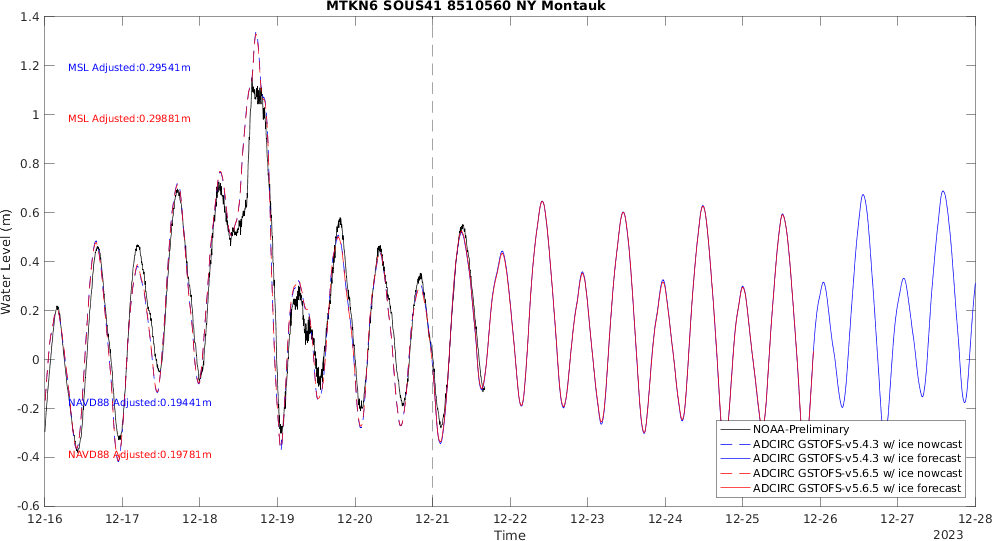 MTKN6 SOUS41 8510560 NY Montauk
1.4
1.2
1
0.8
0.6
0.4
0.2
0
-0.2
-0.4
-0.6
Water Level (m)
MSL Adjusted:0.29541m
MSL Adjusted:0.29881m
NAVD88 Adjusted:0.19441m
NAVD88 Adjusted:0.19781m
NOAA-Preliminary
ADCIRC GSTOFS-v5.4.3 w/ ice nowcast
ADCIRC GSTOFS-v5.4.3 w/ ice forecast
ADCIRC GSTOFS-v5.6.5 w/ ice nowcast
ADCIRC GSTOFS-v5.6.5 w/ ice forecast
12-16 12-17 12-18 12-19 12-20 12-21 12-22 12-23 12-24 12-25 12-26 12-27 12-28
Time
2023